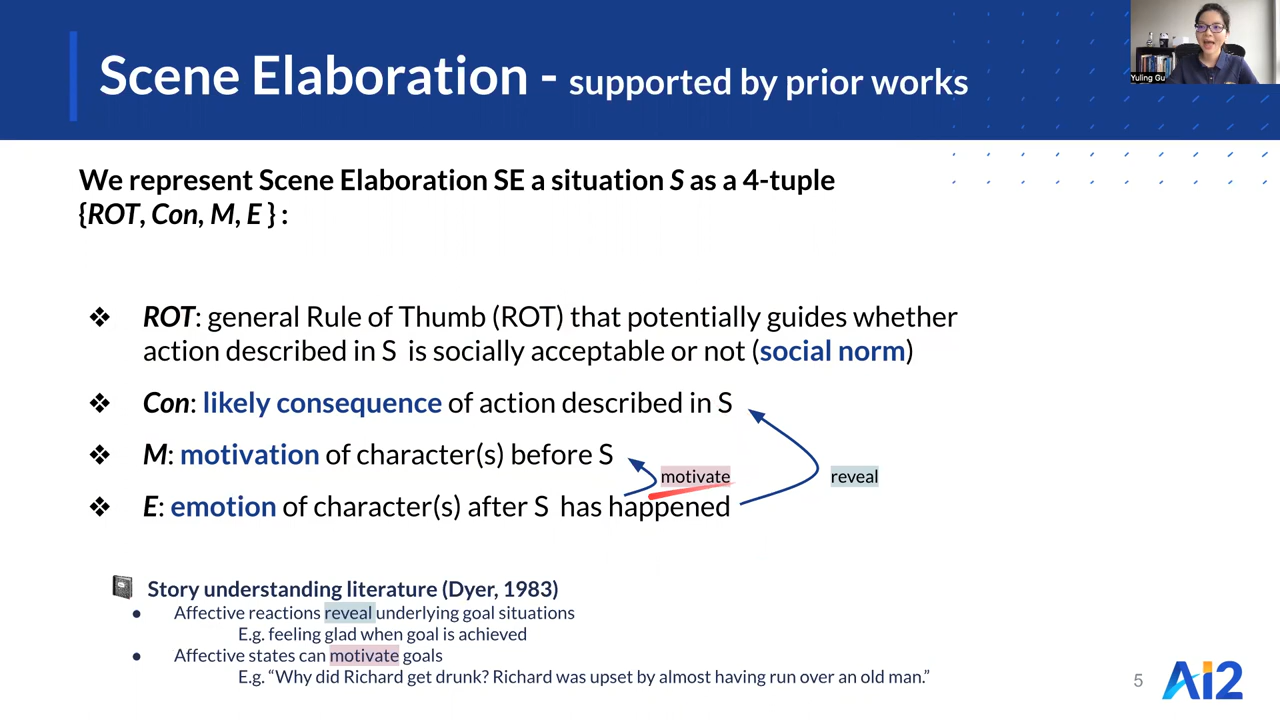 Scene Elaboration - supported by prior works
Yuling Gu
We represent Scene Elaboration SE a situation S as a 4-tuple
{ROT, Con, M, E } :
❖ ROT: general Rule of Thumb (ROT) that potentially guides whether
action described in S is socially acceptable or not (social norm)
❖ Con: likely consequence of action described in S
❖ M: motivation of character(s) before S
motivate
reveal
❖ E: emotion of character(s) after S has happened
Story understanding literature (Dyer, 1983)
● Affective reactions reveal underlying goal situations
E.g. feeling glad when goal is achieved
● Affective states can motivate goals
E.g. “Why did Richard get drunk? Richard was upset by almost having run over an old man.”
5
Ai2